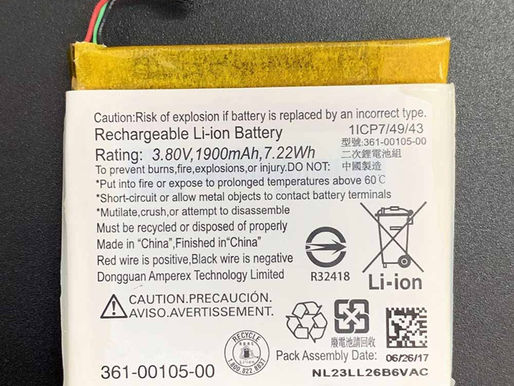 Caution:Risk of explosion if battery is replaced by an incorrect type.
Rechargeable Li-ion Battery 1ICP7/49/43
Rating: 3.80V,1900mAh,7.22Wh 型號:361-00105-00
To prevent burns,fire,explosions,or injury.DO NOT: 二次鋰電池組
*Put into fire or expose to prolonged temperatures above 60℃ 中國製造
*Short-circuit or allow metal objects to contact battery terminals
*Mutilate,crush,or attempt to disassemble
Must be recycled or disposed of properly
Made in "China",Finished in "China"
Red wire is positive,Black wire is negative
Dongguan Amperex Technology Limited
R32418
Li-ion
CAUTION.PRECAUCIÓN.
AVISO.AVERTISSEMENT.
RECYCLE
1.800.822.8837
廢電池請回收
Pack Assembly Date: 06/26/17
361-00105-00 NL23LL26B6VAC